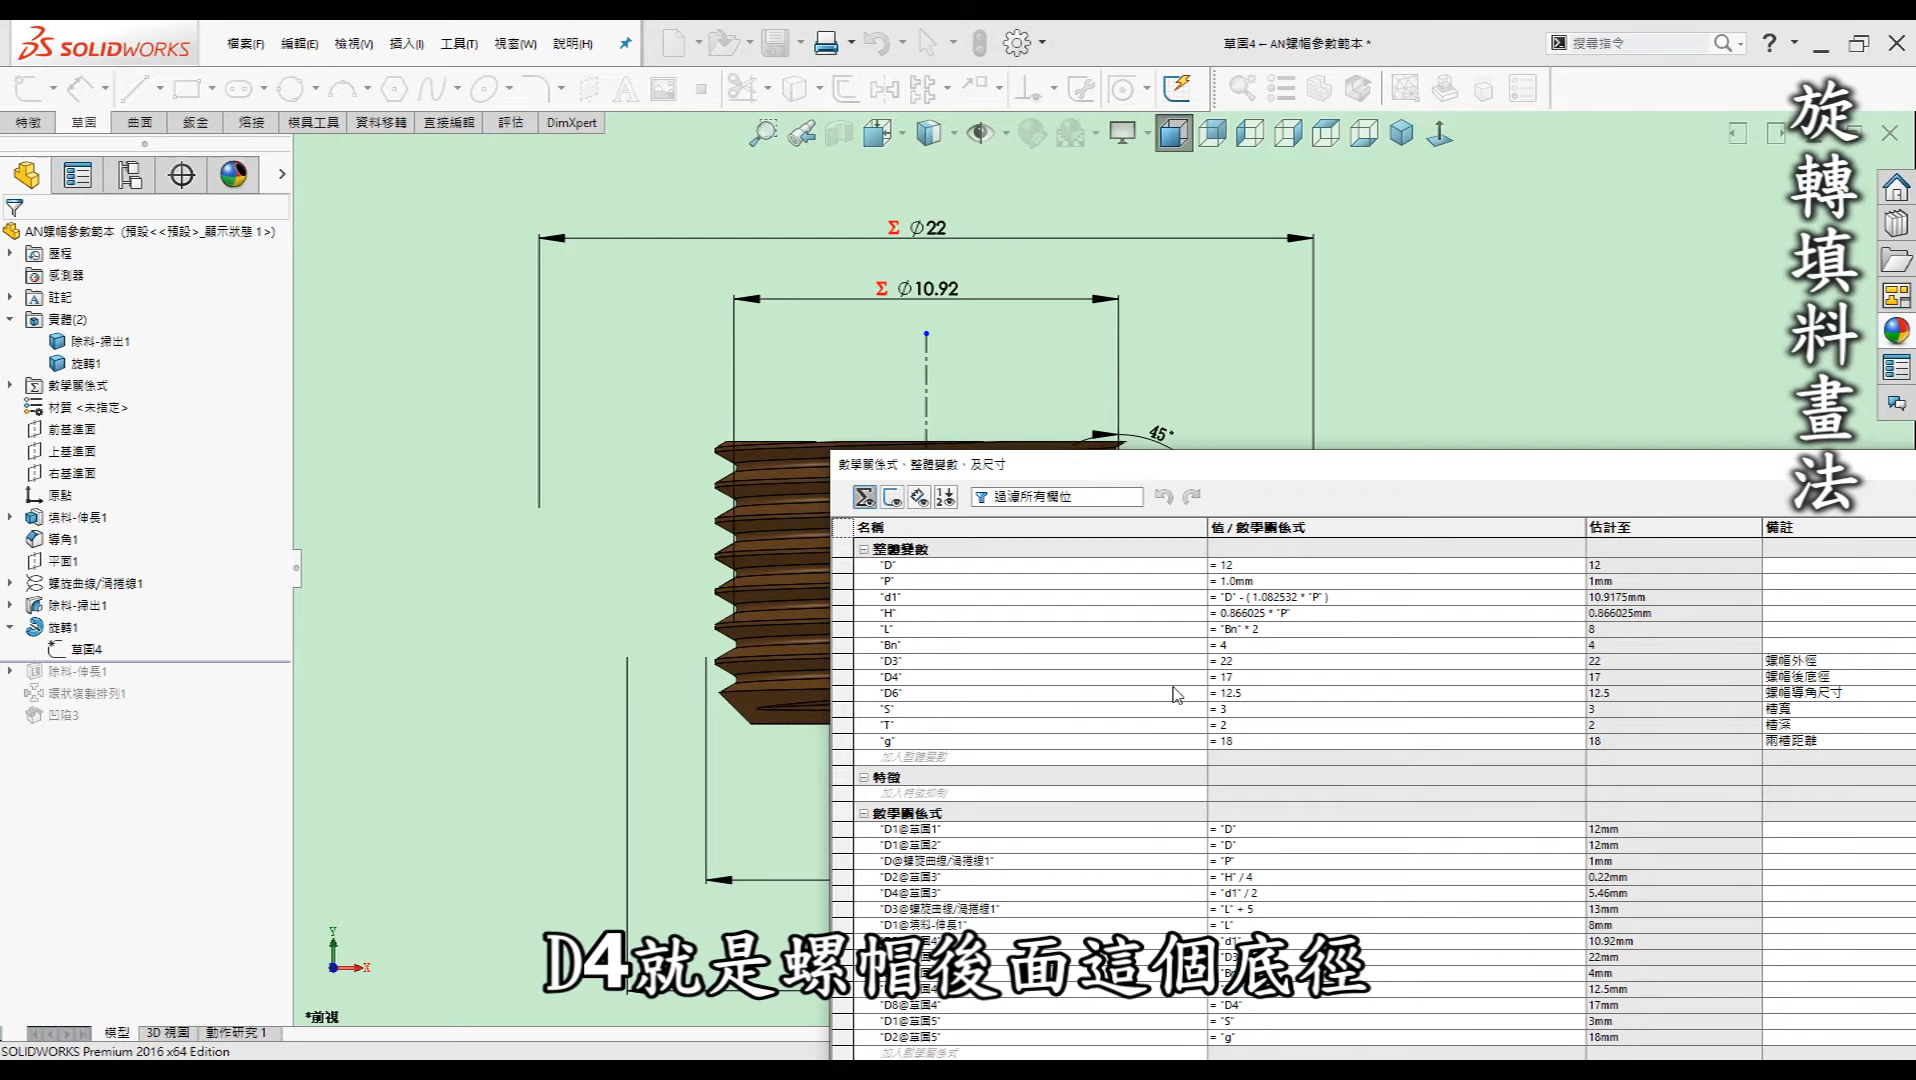 SOLIDWORKS
檔案(F) 編輯(E) 檢視(V) 插入(I) 工具(T) 視窗(W) 說明(H)
草圖4 ← AN螺帽參數範本 *
搜尋指令
特徵 草圖 曲面 鈑金 熔接 模具工具 資料移轉 直接編輯 評估 DimXpert
旋轉填料畫法
AN螺帽參數範本 (預設<<預設>_顯示狀態 1>)
歷程
感測器
註記
實體(2)
除料-掃出1
旋轉1
數學關係式
材質 <未指定>
前基準面
上基準面
右基準面
原點
填料-伸長1
導角1
平面1
螺旋曲線/渦捲線1
除料-掃出1
旋轉1
草圖4
除料-伸長1
環狀複製排列1
凹陷3
Σ ∅22
Σ ∅10.92
45°
數學關係式、整體變數、及尺寸
過濾所有欄位
名稱 值 / 數學關係式 估計至 備註
整體變數
"D" = 12 12
"P" = 1.0mm 1mm
"d1" = "D" - ( 1.082532 * "P" ) 10.9175mm
"H" = 0.866025 * "P" 0.866025mm
"L" = "Bn" * 2 8
"Bn" = 4 4
"D3" = 22 22 螺帽外徑
"D4" = 17 17 螺帽後底徑
"D6" = 12.5 12.5 螺帽導角尺寸
"S" = 3 3 槽寬
"T" = 2 2 槽深
"g" = 18 18 兩槽距離
加入整體變數
特徵
加入特徵抑制
數學關係式
"D1@草圖1" = "D" 12mm
"D1@草圖2" = "D" 12mm
"D@螺旋曲線/渦捲線1" = "P" 1mm
"D2@草圖3" = "H" / 4 0.22mm
"D4@草圖3" = "d1" / 2 5.46mm
"D3@螺旋曲線/渦捲線1" = "L" + 5 13mm
"D1@填料-伸長1" = "L" 8mm
10.92mm
22mm
4mm
12.5mm
"D8@草圖4" = "D4" 17mm
"D1@草圖5" = "S" 3mm
"D2@草圖5" = "g" 18mm
加入數學關係式
D4就是螺帽後面這個底徑
Y
X
*前視
模型 3D 視圖 動作研究 1
SOLIDWORKS Premium 2016 x64 Edition